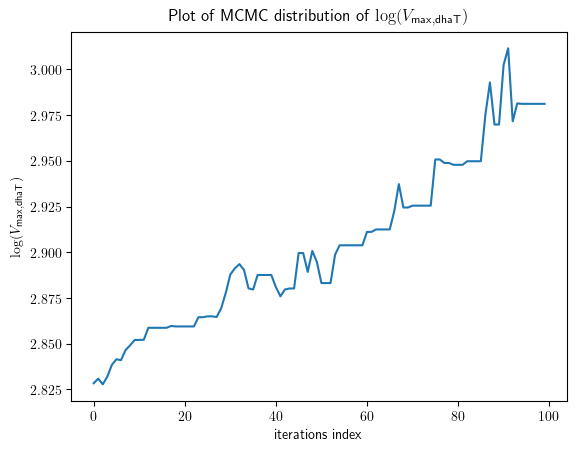 Plot of MCMC distribution of log(V_max,dhaT)
3.000
2.975
2.950
2.925
2.900
2.875
2.850
2.825
log(V_max,dhaT)
0 20 40 60 80 100
iterations index